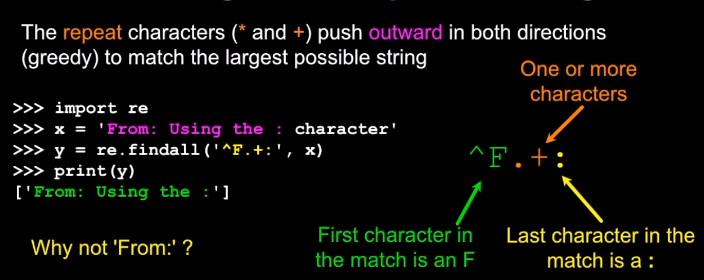 The repeat characters (* and +) push outward in both directions
(greedy) to match the largest possible string
One or more
characters
>>> import re
>>> x = 'From: Using the : character'
>>> y = re.findall('^F.+:', x)
>>> print(y)
['From: Using the :']
^F.+:
Why not 'From:' ?
First character in
the match is an F
Last character in the
match is a :